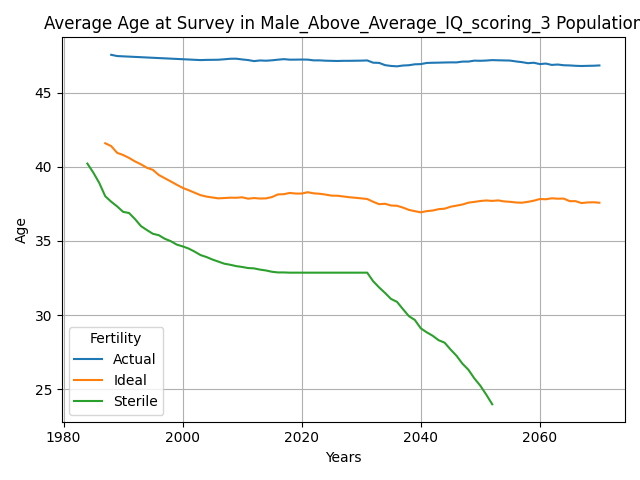 Average Age at Survey in Male_Above_Average_IQ_scoring_3 Population
45
40
35
30
25
Age
Fertility
Actual
Ideal
Sterile
1980
2000
2020
2040
2060
Years